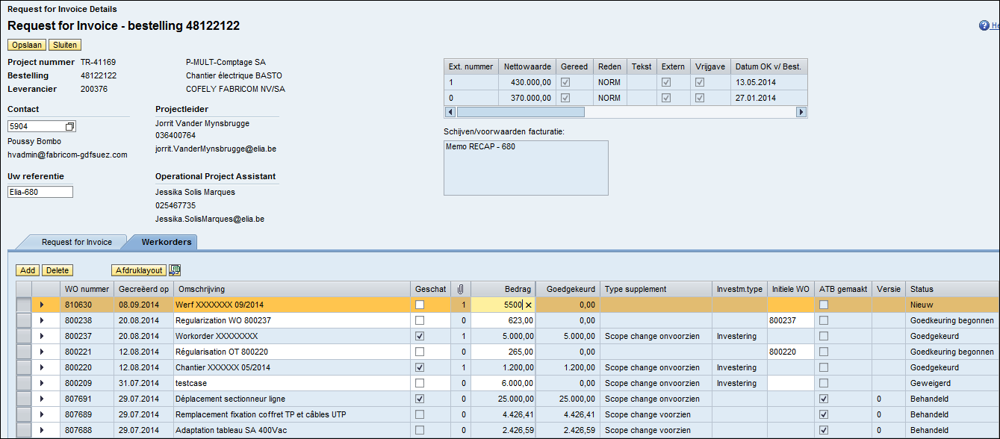 Request for Invoice Details
Request for Invoice - bestelling 48122122
? He
Opslaan Sluiten
Project nummer TR-41169 P-MULT-Comptage SA
Bestelling 48122122 Chantier électrique BASTO
Leverancier 200376 COFELY FABRICOM NV/SA
Contact
5904
Poussy Bombo
hvadmin@fabricom-gdfsuez.com
Projectleider
Jorrit Vander Mynsbrugge
036400764
jorrit.VanderMynsbrugge@elia.be
Uw referentie
Elia-680
Operational Project Assistant
Jessika Solis Marques
025467735
Jessika.SolisMarques@elia.be
Ext. nummer Nettowaarde Gereed Reden Tekst Extern Vrijgave Datum OK v/ Best.
1 430.000,00 NORM 13.05.2014
0 370.000,00 NORM 27.01.2014
Schijven/voorwaarden facturatie:
Memo RECAP - 680
Request for Invoice Werkorders
Add Delete Afdruklayout
WO nummer Gecreëerd op Omschrijving Geschat Bedrag Goedgekeurd Type supplement Investm.type Initiele WO ATB gemaakt Versie Status
810630 08.09.2014 Werf XXXXXXX 09/2014 1 5500 0,00 Nieuw
800238 20.08.2014 Regularization WO 800237 0 623,00 0,00 800237 Goedkeuring begonnen
800237 20.08.2014 Workorder XXXXXXXX 1 5.000,00 5.000,00 Scope change onvoorzien Investering Goedgekeurd
800221 12.08.2014 Régularisation OT 800220 0 265,00 0,00 800220 Goedkeuring begonnen
800220 12.08.2014 Chantier XXXXXX 05/2014 1 1.200,00 1.200,00 Scope change onvoorzien Investering Goedgekeurd
800209 31.07.2014 testcase 0 6.000,00 0,00 Scope change onvoorzien Investering Geweigerd
807691 29.07.2014 Déplacement sectionneur ligne 0 25.000,00 25.000,00 Scope change onvoorzien 0 Behandeld
807689 29.07.2014 Remplacement fixation coffret TP et câbles UTP 0 4.426,41 4.426,41 Scope change voorzien 0 Behandeld
807688 29.07.2014 Adaptation tableau SA 400Vac 0 2.426,59 2.426,59 Scope change onvoorzien 0 Behandeld